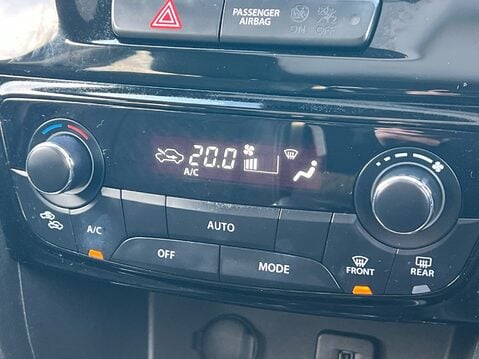 PASSENGER
AIRBAG
ON OFF
20.0
A/C
A/C
AUTO
OFF
MODE
FRONT
REAR